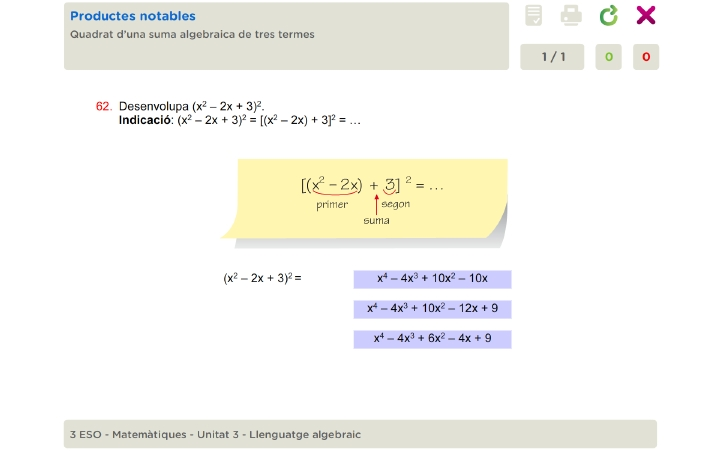 Productes notables
Quadrat d'una suma algebraica de tres termes
1 / 1
0
0
62. Desenvolupa (x² – 2x + 3)².
Indicació: (x² – 2x + 3)² = [(x² – 2x) + 3]² = ...
[(x² – 2x) + 3]² = ...
primer
segon
suma
(x² – 2x + 3)² =
x⁴ – 4x³ + 10x² – 10x
x⁴ – 4x³ + 10x² – 12x + 9
x⁴ – 4x³ + 6x² – 4x + 9
3 ESO - Matemàtiques - Unitat 3 - Llenguatge algebraic